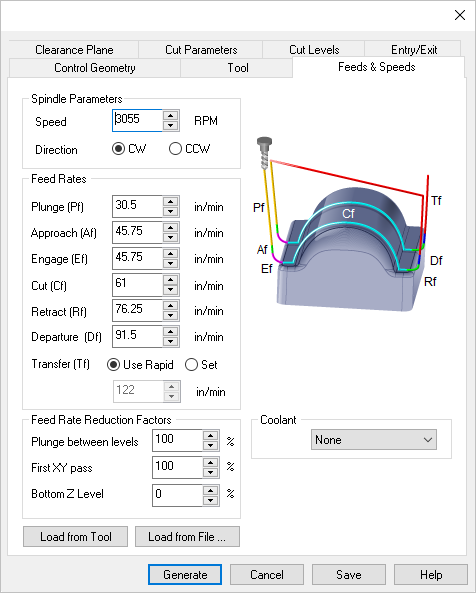 Clearance Plane Cut Parameters Cut Levels Entry/Exit
Control Geometry Tool Feeds & Speeds
Spindle Parameters
Speed 3055 RPM
Direction CW CCW
Feed Rates
Plunge (Pf) 30.5 in/min
Approach (Af) 45.75 in/min
Engage (Ef) 45.75 in/min
Cut (Cf) 61 in/min
Retract (Rf) 76.25 in/min
Departure (Df) 91.5 in/min
Transfer (Tf) Use Rapid Set
122 in/min
Pf
Cf
Tf
Af
Ef
Df
Rf
Feed Rate Reduction Factors
Plunge between levels 100 %
First XY pass 100 %
Bottom Z Level 0 %
Coolant
None
Load from Tool Load from File ...
Generate Cancel Save Help